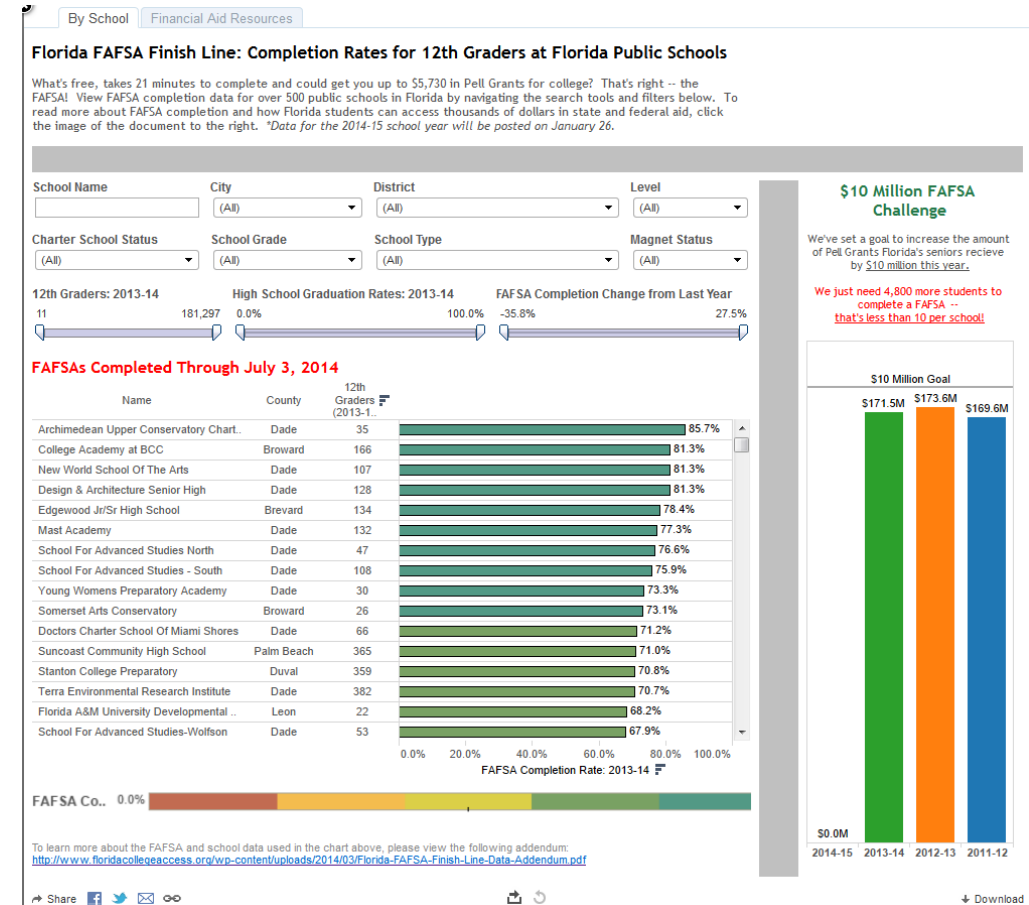 By School Financial Aid Resources
Florida FAFSA Finish Line: Completion Rates for 12th Graders at Florida Public Schools
What's free, takes 21 minutes to complete and could get you up to $5,730 in Pell Grants for college? That's right -- the
FAFSA! View FAFSA completion data for over 500 public schools in Florida by navigating the search tools and filters below. To
read more about FAFSA completion and how Florida students can access thousands of dollars in state and federal aid, click
the image of the document to the right. *Data for the 2014-15 school year will be posted on January 26.
School Name City District Level
(All) (All) (All)
Charter School Status School Grade School Type Magnet Status
(All) (All) (All) (All)
12th Graders: 2013-14 High School Graduation Rates: 2013-14 FAFSA Completion Change from Last Year
11 181,297 0.0% 100.0% -35.8% 27.5%
FAFSAs Completed Through July 3, 2014
Name County 12th
Graders
(2013-1..
Archimedean Upper Conservatory Chart.. Dade 35 85.7%
College Academy at BCC Broward 166 81.3%
New World School Of The Arts Dade 107 81.3%
Design & Architecture Senior High Dade 128 81.3%
Edgewood Jr/Sr High School Brevard 134 78.4%
Mast Academy Dade 132 77.3%
School For Advanced Studies North Dade 47 76.6%
School For Advanced Studies - South Dade 108 75.9%
Young Womens Preparatory Academy Dade 30 73.3%
Somerset Arts Conservatory Broward 26 73.1%
Doctors Charter School Of Miami Shores Dade 66 71.2%
Suncoast Community High School Palm Beach 365 71.0%
Stanton College Preparatory Duval 359 70.8%
Terra Environmental Research Institute Dade 382 70.7%
Florida A&M University Developmental .. Leon 22 68.2%
School For Advanced Studies-Wolfson Dade 53 67.9%
0.0% 20.0% 40.0% 60.0% 80.0% 100.0%
FAFSA Completion Rate: 2013-14
FAFSA Co.. 0.0%
To learn more about the FAFSA and school data used in the chart above, please view the following addendum:
http://www.floridacollegeaccess.org/wp-content/uploads/2014/03/Florida-FAFSA-Finish-Line-Data-Addendum.pdf
$10 Million FAFSA
Challenge
We've set a goal to increase the amount
of Pell Grants Florida's seniors recieve
by $10 million this year.
We just need 4,800 more students to
complete a FAFSA --
that's less than 10 per school!
$10 Million Goal
$171.5M $173.6M $169.6M
$0.0M
2014-15 2013-14 2012-13 2011-12
Share Download